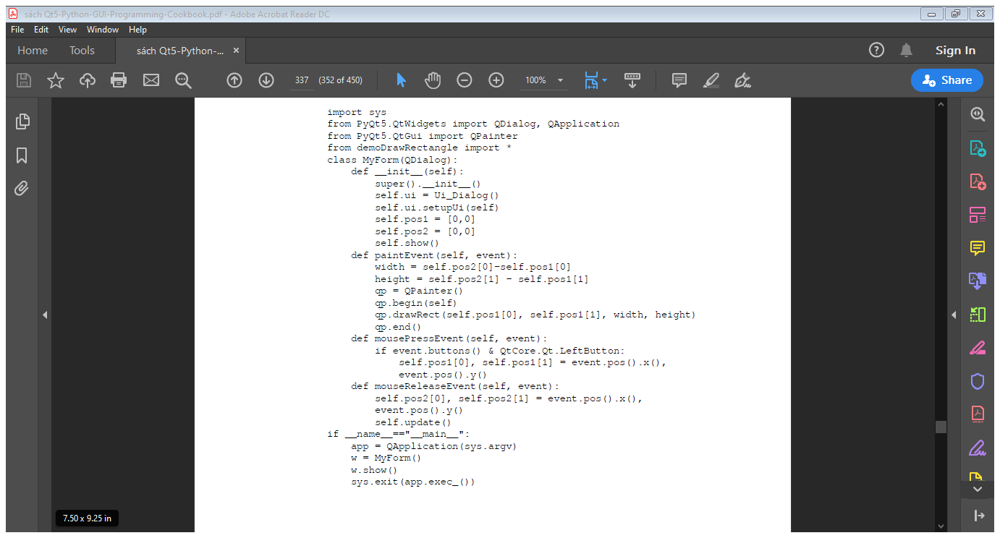 sách Qt5-Python-GUI-Programming-Cookbook.pdf - Adobe Acrobat Reader DC
File Edit View Window Help
Home Tools sách Qt5-Python-... × Sign In
337 (352 of 450) 100% Share
import sys
from PyQt5.QtWidgets import QDialog, QApplication
from PyQt5.QtGui import QPainter
from demoDrawRectangle import *
class MyForm(QDialog):
    def __init__(self):
        super().__init__()
        self.ui = Ui_Dialog()
        self.ui.setupUi(self)
        self.pos1 = [0,0]
        self.pos2 = [0,0]
        self.show()
    def paintEvent(self, event):
        width = self.pos2[0]-self.pos1[0]
        height = self.pos2[1] - self.pos1[1]
        qp = QPainter()
        qp.begin(self)
        qp.drawRect(self.pos1[0], self.pos1[1], width, height)
        qp.end()
    def mousePressEvent(self, event):
        if event.buttons() & QtCore.Qt.LeftButton:
            self.pos1[0], self.pos1[1] = event.pos().x(),
            event.pos().y()
    def mouseReleaseEvent(self, event):
        self.pos2[0], self.pos2[1] = event.pos().x(),
        event.pos().y()
        self.update()
if __name__=="__main__":
    app = QApplication(sys.argv)
    w = MyForm()
    w.show()
    sys.exit(app.exec_())
7.50 x 9.25 in